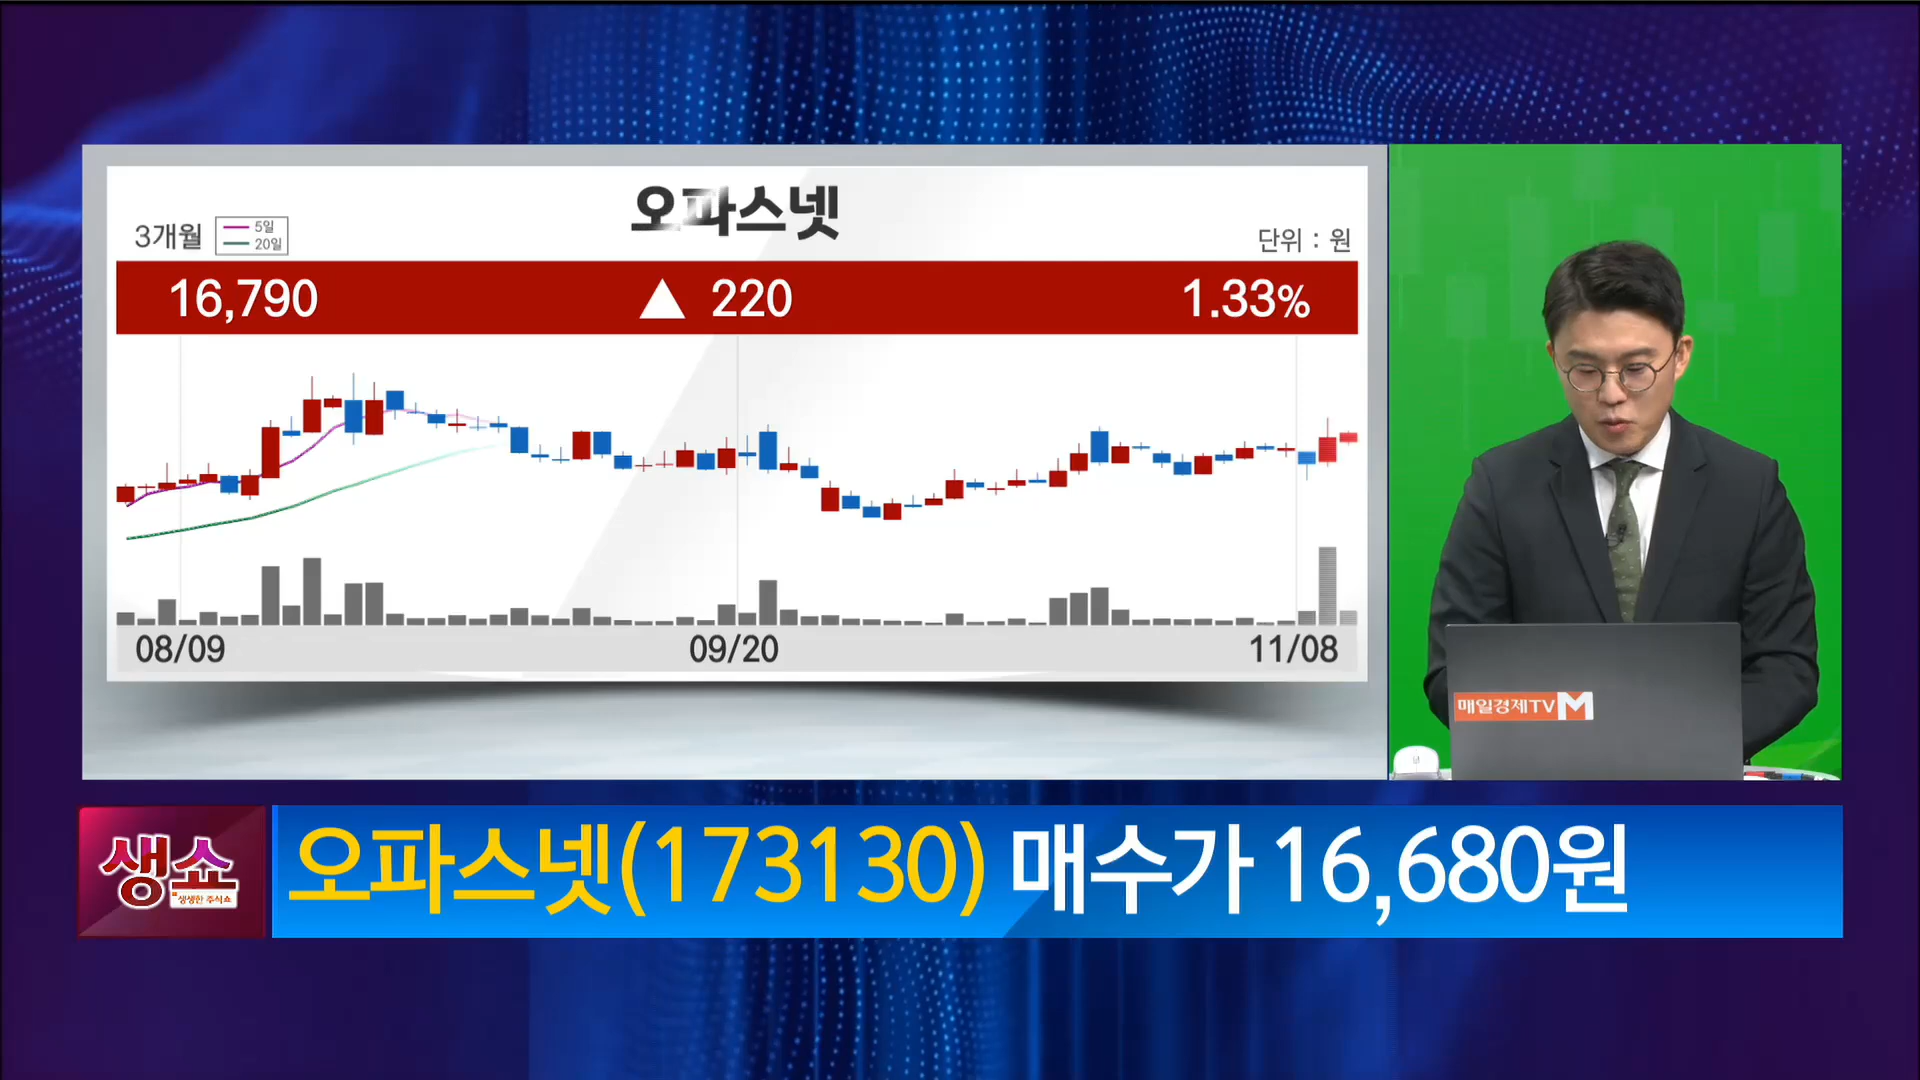 오파스넷
3개월
5일
20일
단위 : 원
16,790 ▲ 220 1.33%
08/09 09/20 11/08
매일경제TV M
생쇼
생생한 주식쇼
오파스넷(173130) 매수가 16,680원